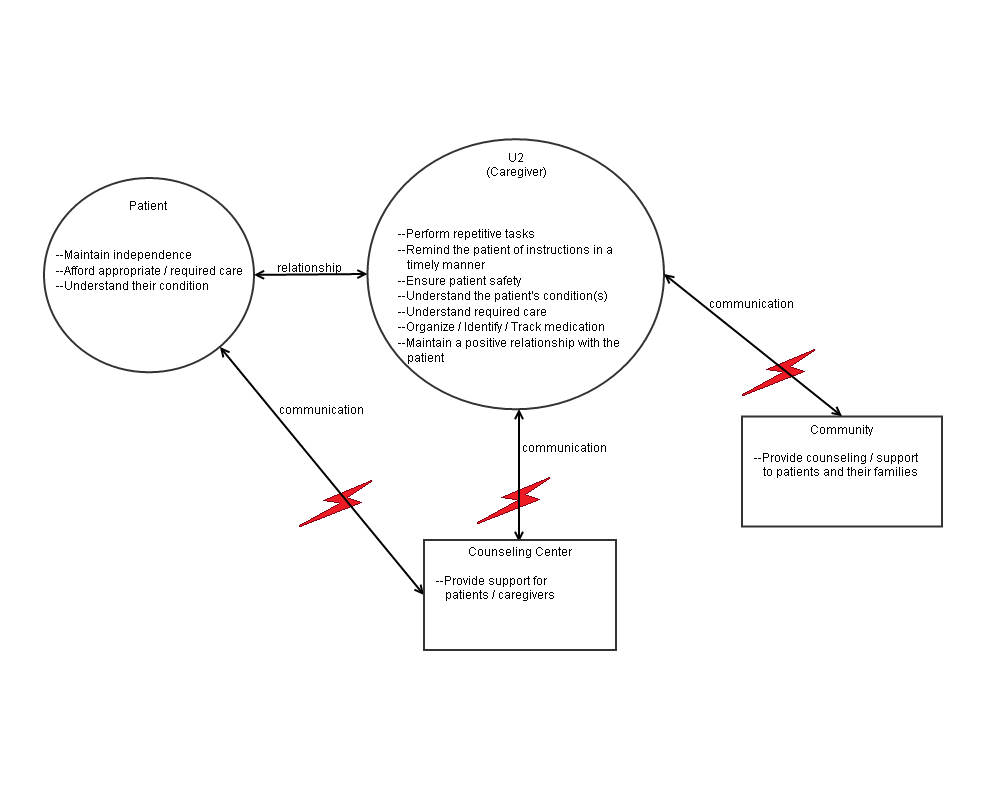 U2
(Caregiver)
Patient
--Perform repetitive tasks
--Remind the patient of instructions in a
timely manner
--Ensure patient safety
--Understand the patient's condition(s)
--Understand required care
--Organize / Identify / Track medication
--Maintain a positive relationship with the
patient
--Maintain independence
--Afford appropriate / required care
--Understand their condition
relationship
communication
communication
communication
Community
--Provide counseling / support
to patients and their families
Counseling Center
--Provide support for
patients / caregivers